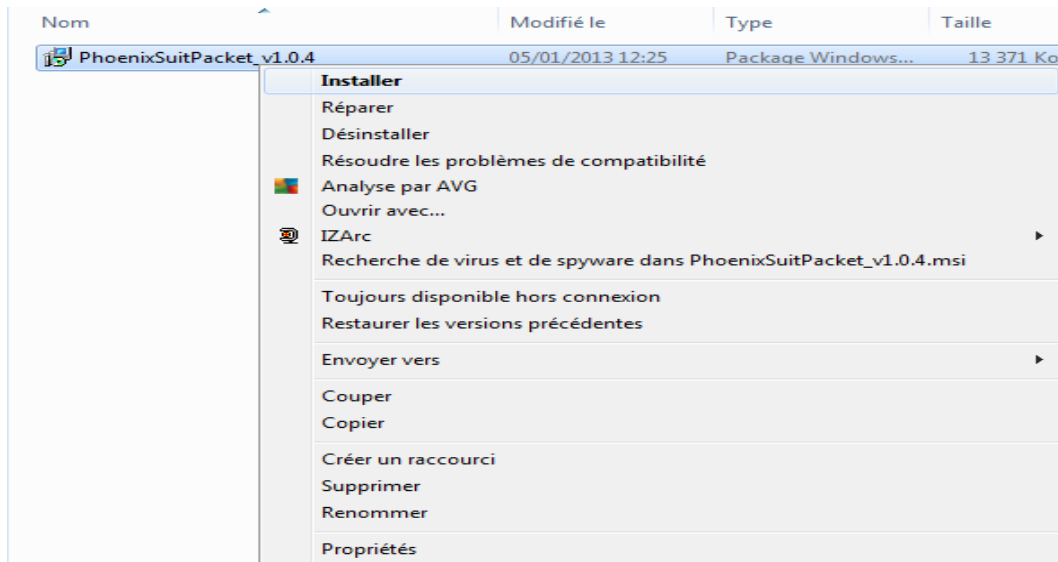 Nom Modifié le Type Taille
PhoenixSuitPacket_v1.0.4 05/01/2013 12:25 Package Windows... 13 371 Ko
Installer
Réparer
Désinstaller
Résoudre les problèmes de compatibilité
Analyse par AVG
Ouvrir avec...
IZArc
Recherche de virus et de spyware dans PhoenixSuitPacket_v1.0.4.msi
Toujours disponible hors connexion
Restaurer les versions précédentes
Envoyer vers
Couper
Copier
Créer un raccourci
Supprimer
Renommer
Propriétés